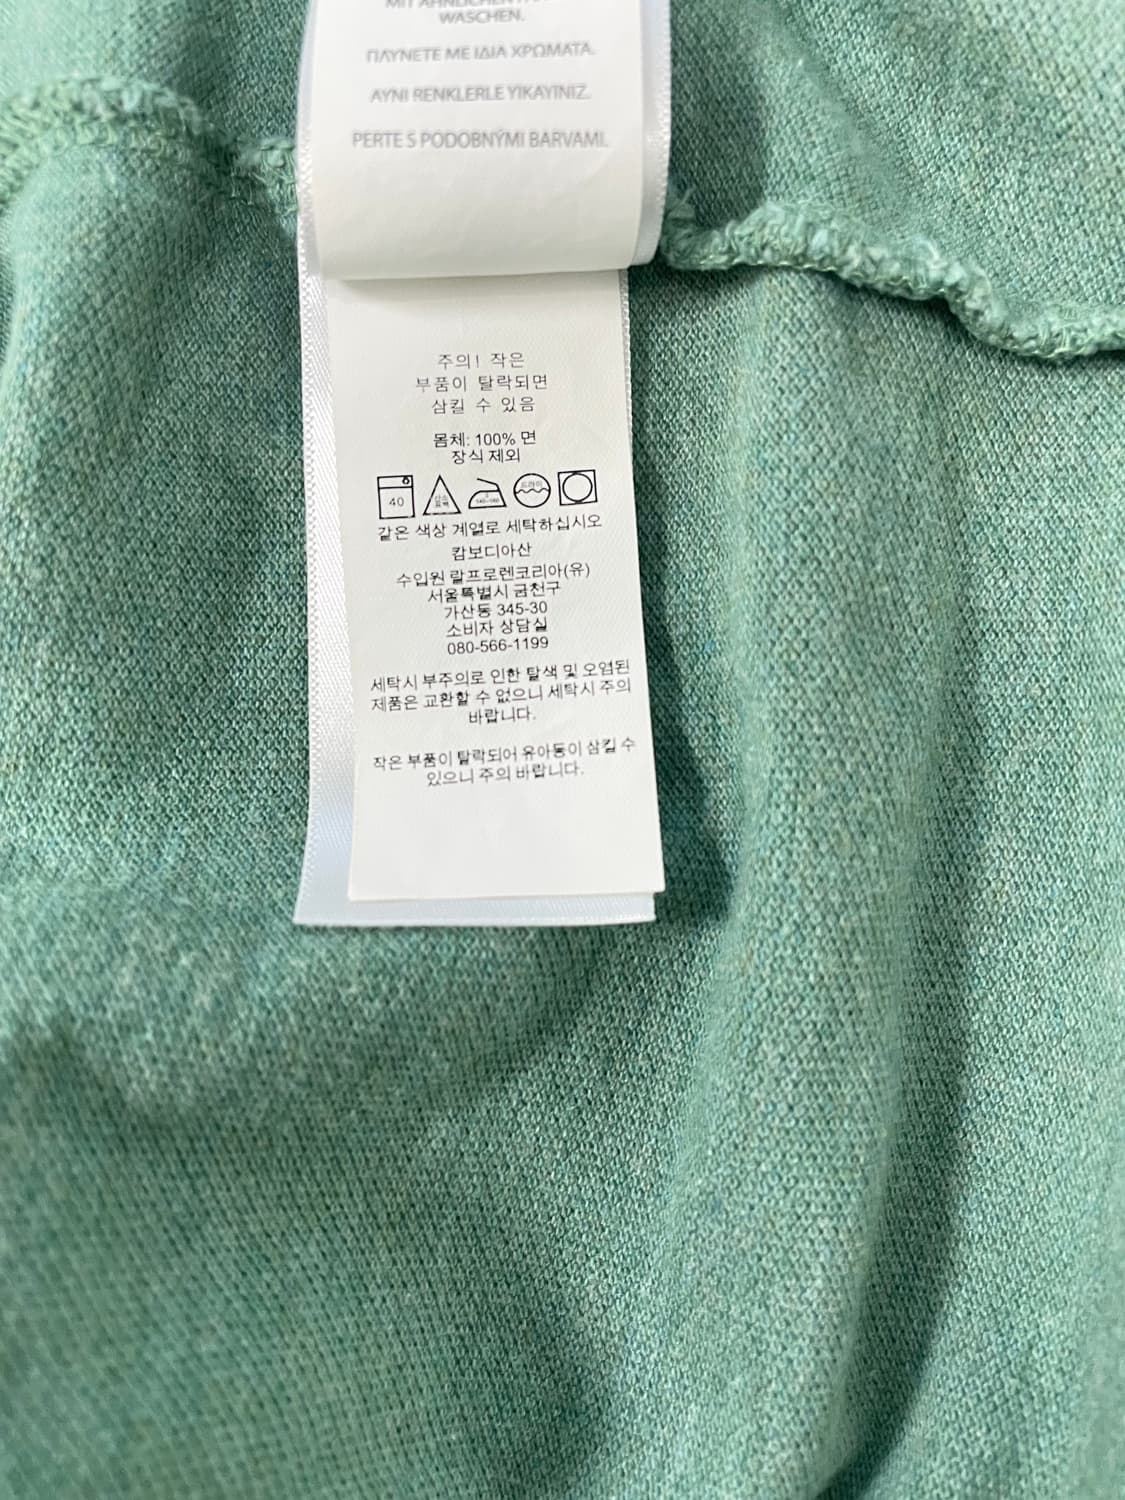 MIT ÄHNLICHEN
WASCHEN.
ΠΛΥΝΕΤΕ ΜΕ ΙΔΙΑ ΧΡΩΜΑΤΑ.
AYNI RENKLERLE YIKAYINIZ.
PERTE S PODOBNÝMI BARVAMI.
주의! 작은
부품이 탈락되면
삼킬 수 있음
몸체: 100% 면
장식 제외
40 드라이
같은 색상 계열로 세탁하십시오
캄보디아산
수입원 랄프로렌코리아(유)
서울특별시 금천구
가산동 345-30
소비자 상담실
080-566-1199
세탁시 부주의로 인한 탈색 및 오염된
제품은 교환할 수 없으니 세탁시 주의
바랍니다.
작은 부품이 탈락되어 유아동이 삼킬 수
있으니 주의 바랍니다.